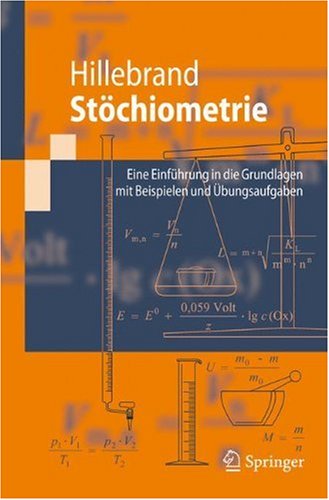 Hillebrand
Stöchiometrie
Eine Einführung in die Grundlagen
mit Beispielen und Übungsaufgaben
V_m,n = V_n / n
L = m+n √( K_L / (m^m · n^n) )
E = E^0 + 0,059 Volt / z · lg c (Ox)
U = (m_0 - m) / m_0
p_1 · V_1 / T_1 = p_2 · V_2 / T_2
M = m / n
Springer